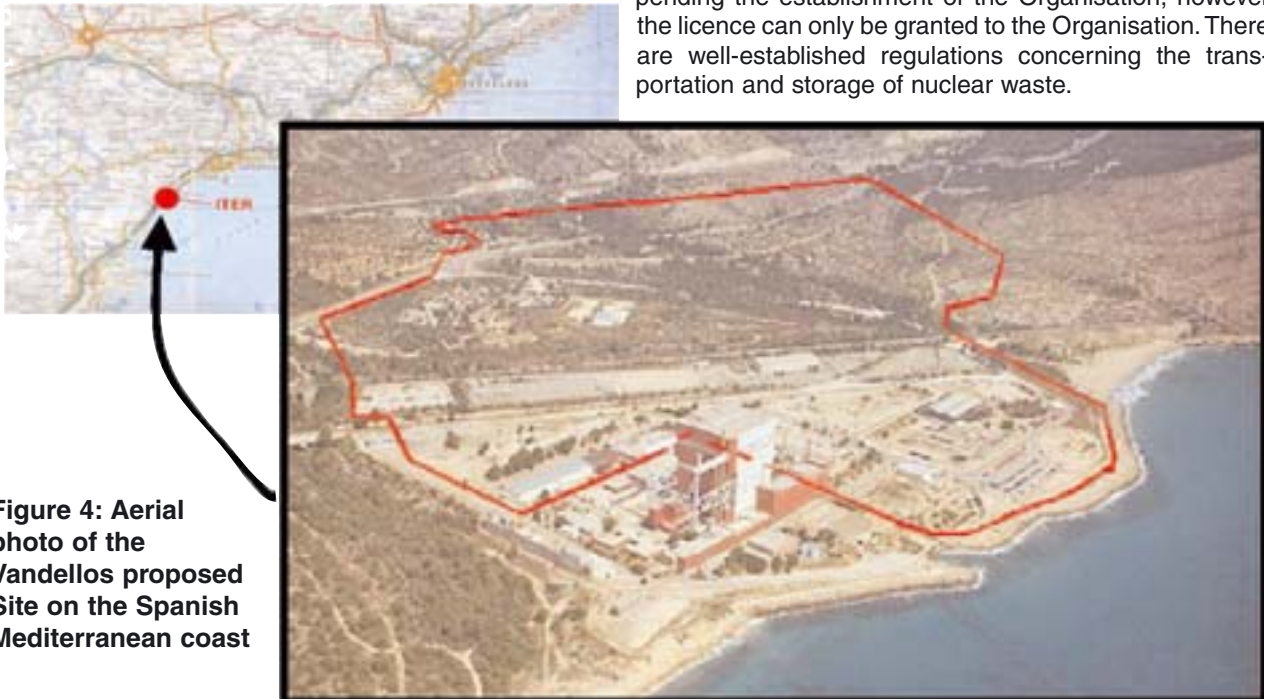 the licence can only be granted to the Organisation. There
are well-established regulations concerning the trans-
portation and storage of nuclear waste.
ITER
Figure 4: Aerial
photo of the
Vandellos proposed
Site on the Spanish
Mediterranean coast